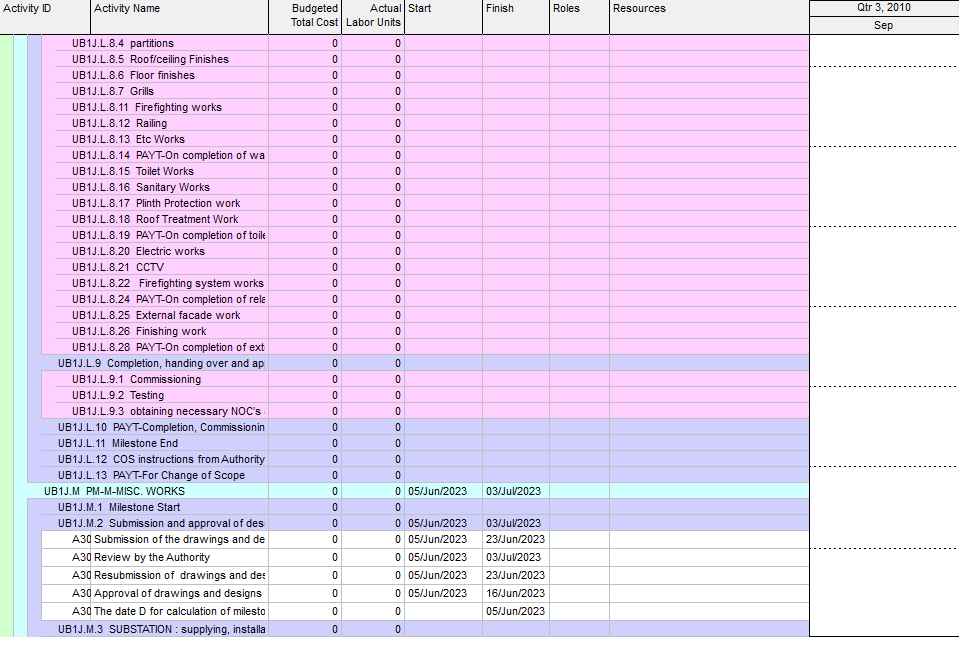 Activity ID Activity Name Budgeted Total Cost Actual Labor Units Start Finish Roles Resources Qtr 3, 2010
Sep
UB1J.L.8.4 partitions 0 0
UB1J.L.8.5 Roof/ceiling Finishes 0 0
UB1J.L.8.6 Floor finishes 0 0
UB1J.L.8.7 Grills 0 0
UB1J.L.8.11 Firefighting works 0 0
UB1J.L.8.12 Railing 0 0
UB1J.L.8.13 Etc Works 0 0
UB1J.L.8.14 PAYT-On completion of wa 0 0
UB1J.L.8.15 Toilet Works 0 0
UB1J.L.8.16 Sanitary Works 0 0
UB1J.L.8.17 Plinth Protection work 0 0
UB1J.L.8.18 Roof Treatment Work 0 0
UB1J.L.8.19 PAYT-On completion of toile 0 0
UB1J.L.8.20 Electric works 0 0
UB1J.L.8.21 CCTV 0 0
UB1J.L.8.22 Firefighting system works 0 0
UB1J.L.8.24 PAYT-On completion of rela 0 0
UB1J.L.8.25 External facade work 0 0
UB1J.L.8.26 Finishing work 0 0
UB1J.L.8.28 PAYT-On completion of ext 0 0
UB1J.L.9 Completion, handing over and ap 0 0
UB1J.L.9.1 Commissioning 0 0
UB1J.L.9.2 Testing 0 0
UB1J.L.9.3 obtaining necessary NOC's 0 0
UB1J.L.10 PAYT-Completion, Commissionin 0 0
UB1J.L.11 Milestone End 0 0
UB1J.L.12 COS instructions from Authority 0 0
UB1J.L.13 PAYT-For Change of Scope 0 0
UB1J.M PM-M-MISC. WORKS 0 0 05/Jun/2023 03/Jul/2023
UB1J.M.1 Milestone Start 0 0
UB1J.M.2 Submission and approval of desi 0 0 05/Jun/2023 03/Jul/2023
A30 Submission of the drawings and de 0 0 05/Jun/2023 23/Jun/2023
A30 Review by the Authority 0 0 05/Jun/2023 03/Jul/2023
A30 Resubmission of drawings and des 0 0 05/Jun/2023 23/Jun/2023
A30 Approval of drawings and designs 0 0 05/Jun/2023 16/Jun/2023
A30 The date D for calculation of milesto 0 0 05/Jun/2023
UB1J.M.3 SUBSTATION : supplying, installa 0 0